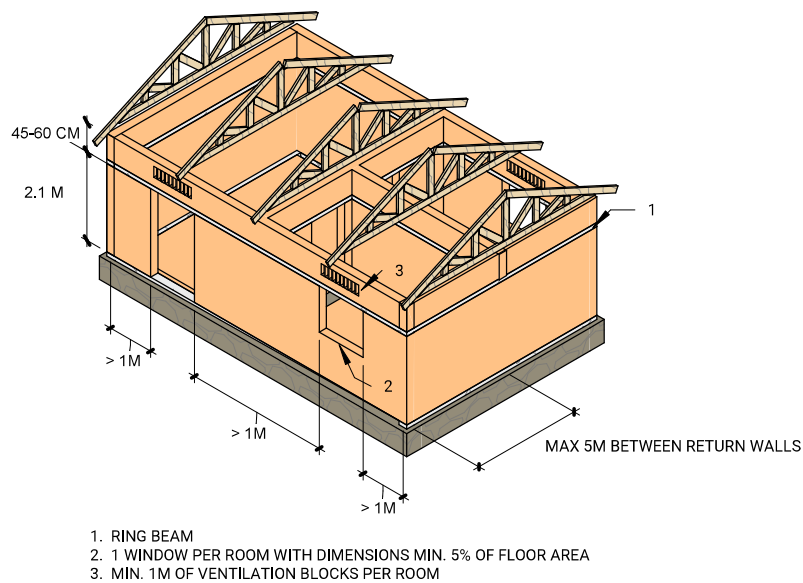 45-60 CM
2.1 M
1
3
2
> 1M
> 1M
> 1M
MAX 5M BETWEEN RETURN WALLS
1. RING BEAM
2. 1 WINDOW PER ROOM WITH DIMENSIONS MIN. 5% OF FLOOR AREA
3. MIN. 1M OF VENTILATION BLOCKS PER ROOM